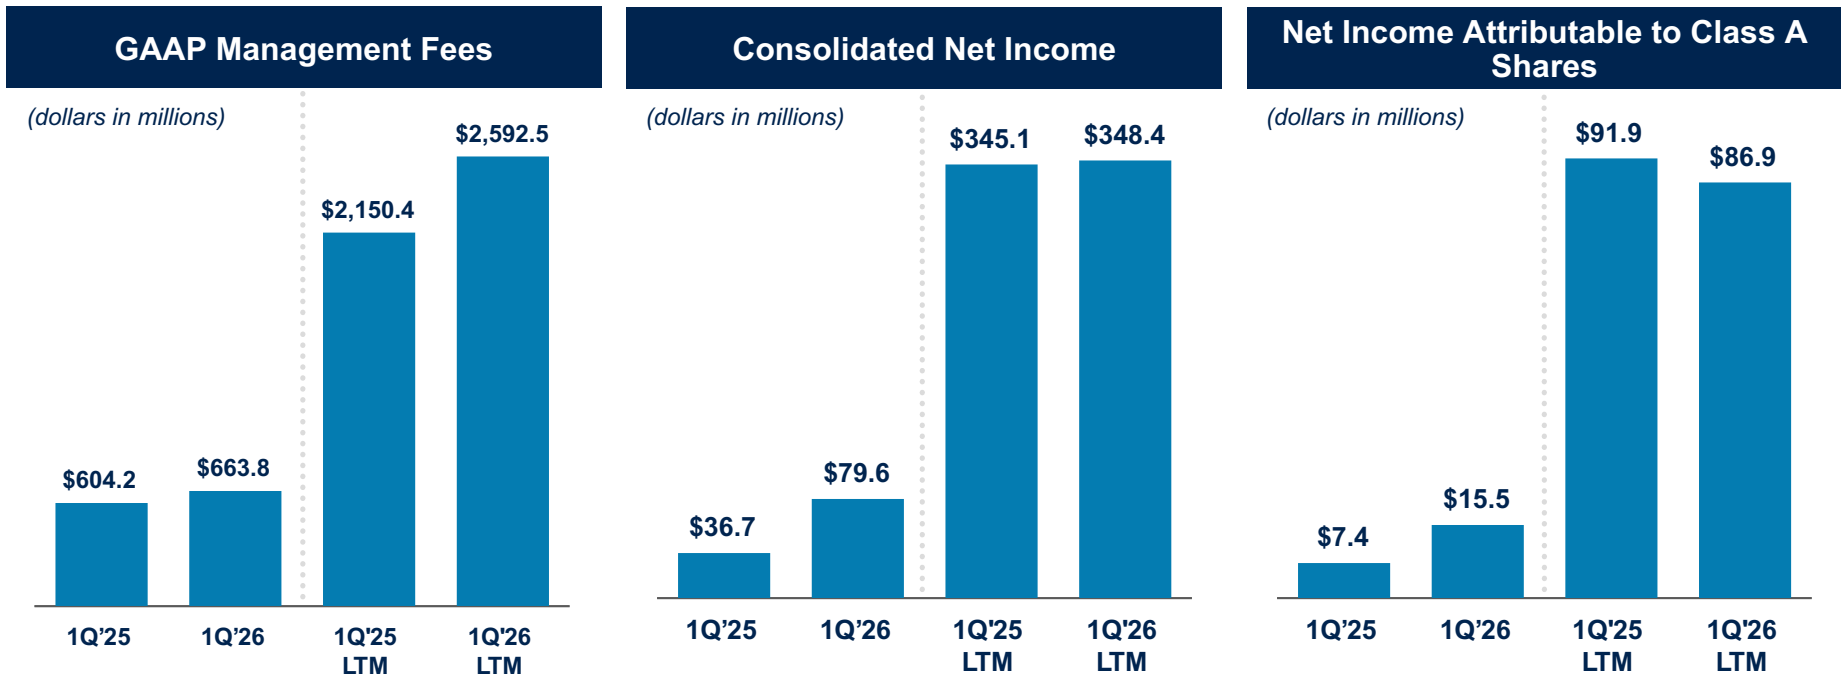 GAAP Management Fees
(dollars in millions)
$604.2
$663.8
$2,150.4
$2,592.5
1Q’25
1Q’26
1Q'25
LTM
1Q'26
LTM
Consolidated Net Income
(dollars in millions)
$36.7
$79.6
$345.1
$348.4
1Q’25
1Q’26
1Q'25
LTM
1Q'26
LTM
Net Income Attributable to Class A
Shares
(dollars in millions)
$7.4
$15.5
$91.9
$86.9
1Q’25
1Q’26
1Q'25
LTM
1Q'26
LTM